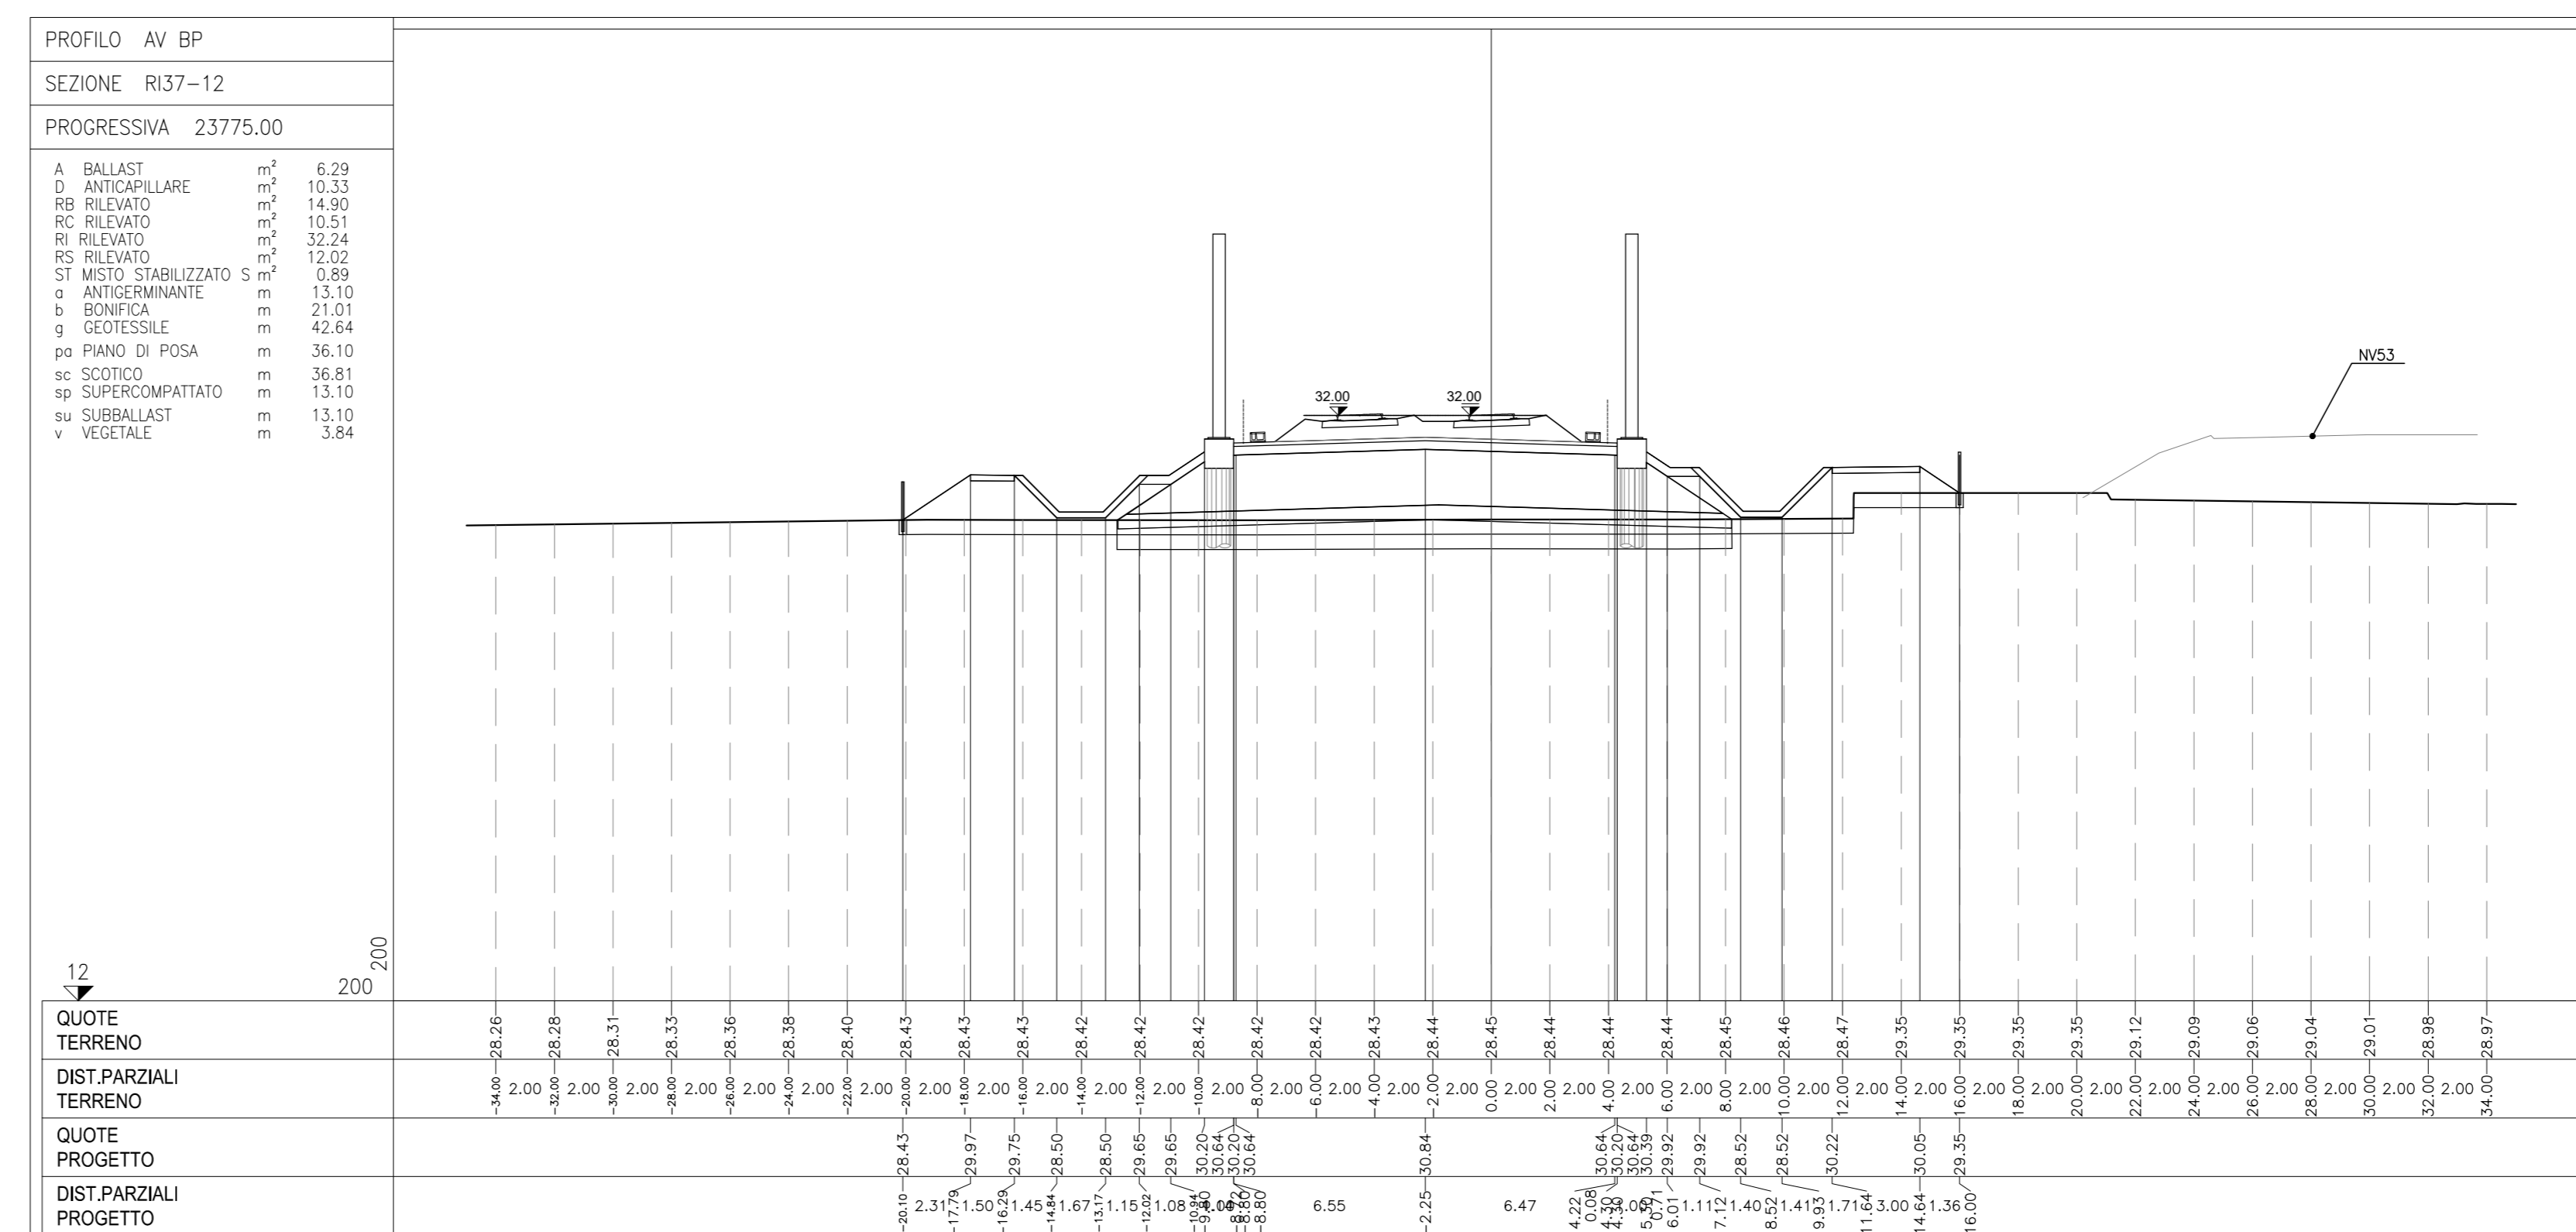 PROFILO AV BP
SEZIONE RI37-12
PROGRESSIVA 23775.00
A BALLAST m² 6.29
D ANTICAPILLARE m² 10.33
RB RILEVATO m² 14.90
RC RILEVATO m² 10.51
RI RILEVATO m² 32.24
RS RILEVATO m² 12.02
ST MISTO STABILIZZATO S m² 0.89
a ANTIGERMINANTE m 13.10
b BONIFICA m 21.01
g GEOTESSILE m 42.64
pa PIANO DI POSA m 36.10
sc SCOTICO m 36.81
sp SUPERCOMPATTATO m 13.10
su SUBBALLAST m 13.10
v VEGETALE m 3.84
32.00 32.00
NV53
12
200
200
QUOTE TERRENO
28.26 28.28 28.31 28.33 28.36 28.38 28.40 28.43 28.43 28.43 28.42 28.42 28.42 28.42 28.42 28.43 28.44 28.45 28.44 28.44 28.44 28.45 28.46 28.47 29.35 29.35 29.35 29.35 29.12 29.09 29.06 29.04 29.01 28.98 28.97
DIST.PARZIALI TERRENO
-34.00 2.00 -32.00 2.00 -30.00 2.00 -28.00 2.00 -26.00 2.00 -24.00 2.00 -22.00 2.00 -20.00 2.00 -18.00 2.00 -16.00 2.00 -14.00 2.00 -12.00 2.00 -10.00 2.00 -8.00 2.00 -6.00 2.00 -4.00 2.00 -2.00 2.00 0.00 2.00 2.00 2.00 4.00 2.00 6.00 2.00 8.00 2.00 10.00 2.00 12.00 2.00 14.00 2.00 16.00 2.00 18.00 2.00 20.00 2.00 22.00 2.00 24.00 2.00 26.00 2.00 28.00 2.00 30.00 2.00 32.00 2.00 34.00
QUOTE PROGETTO
28.43 29.97 29.75 28.50 28.50 29.65 29.65 30.20 30.64 30.20 30.64 30.84 30.64 30.20 30.64 30.39 29.92 29.92 28.52 28.52 30.22 30.05 29.35
DIST.PARZIALI PROGETTO
-20.10 2.31 -17.79 1.50 -16.29 1.45 -14.84 1.67 -13.17 1.15 -12.02 1.08 -10.94 -9.80 -8.72 -8.80 -8.80 6.55 -2.25 6.47 4.22 0.08 4.30 4.30 5.30 0.71 6.01 1.11 7.12 1.40 8.52 1.41 9.93 1.71 11.64 3.00 14.64 1.36 16.00